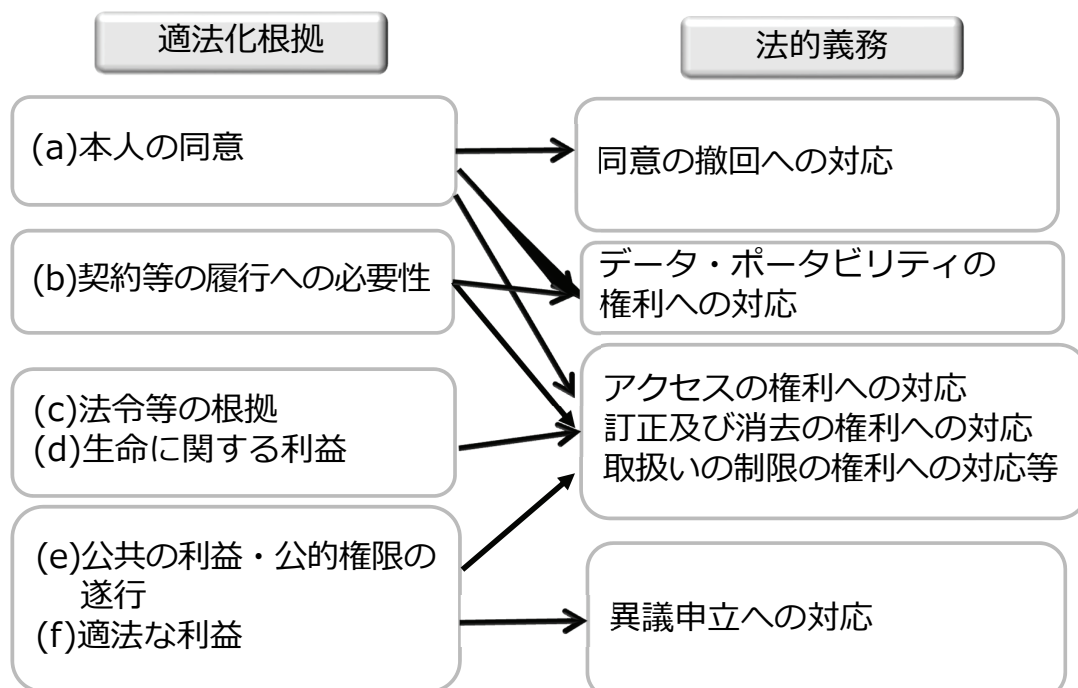 適法化根拠
法的義務
(a)本人の同意
同意の撤回への対応
(b)契約等の履行への必要性
データ・ポータビリティの
権利への対応
(c)法令等の根拠
(d)生命に関する利益
アクセスの権利への対応
訂正及び消去の権利への対応
取扱いの制限の権利への対応等
(e)公共の利益・公的権限の
遂行
(f)適法な利益
異議申立への対応